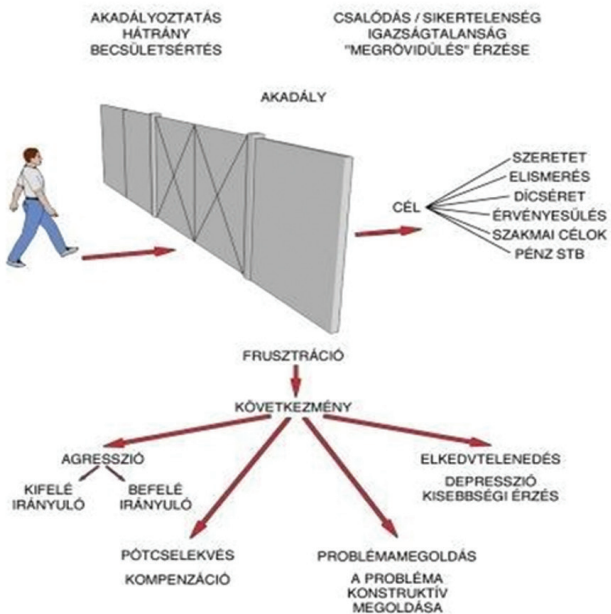 AKADÁLYOZTATÁS
HÁTRÁNY
BECSÜLETSÉRTÉS
CSALÓDÁS / SIKERTELENSÉG
IGAZSÁGTALANSÁG
"MEGRÖVIDÜLÉS" ÉRZÉSE
AKADÁLY
CÉL
SZERETET
ELISMERÉS
DÍCSÉRET
ÉRVÉNYESÜLÉS
SZAKMAI CÉLOK
PÉNZ STB
FRUSZTRÁCIÓ
KÖVETKEZMÉNY
AGRESSZIÓ
KIFELÉ
IRÁNYULÓ
BEFELÉ
IRÁNYULÓ
PÓTCSELEKVÉS
KOMPENZÁCIÓ
PROBLÉMAMEGOLDÁS
A PROBLÉMA
KONSTRUKTÍV
MEGOLDÁSA
ELKEDVTELENEDÉS
DEPRESSZIÓ
KISEBBSÉGI ÉRZÉS